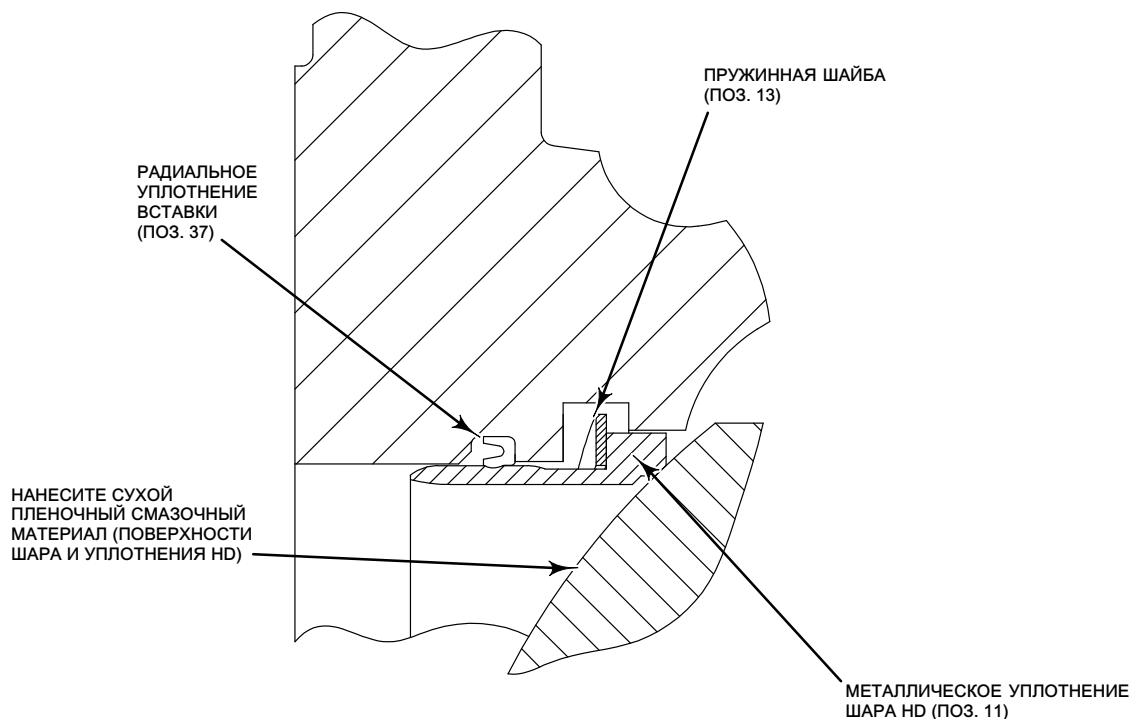 ПРУЖИННАЯ ШАЙБА
(ПОЗ. 13)
РАДИАЛЬНОЕ
УПЛОТНЕНИЕ
ВСТАВКИ
(ПОЗ. 37)
НАНЕСИТЕ СУХОЙ
ПЛЕНОЧНЫЙ СМАЗОЧНЫЙ
МАТЕРИАЛ (ПОВЕРХНОСТИ
ШАРА И УПЛОТНЕНИЯ HD)
МЕТАЛЛИЧЕСКОЕ УПЛОТНЕНИЕ
ШАРА HD (ПОЗ. 11)